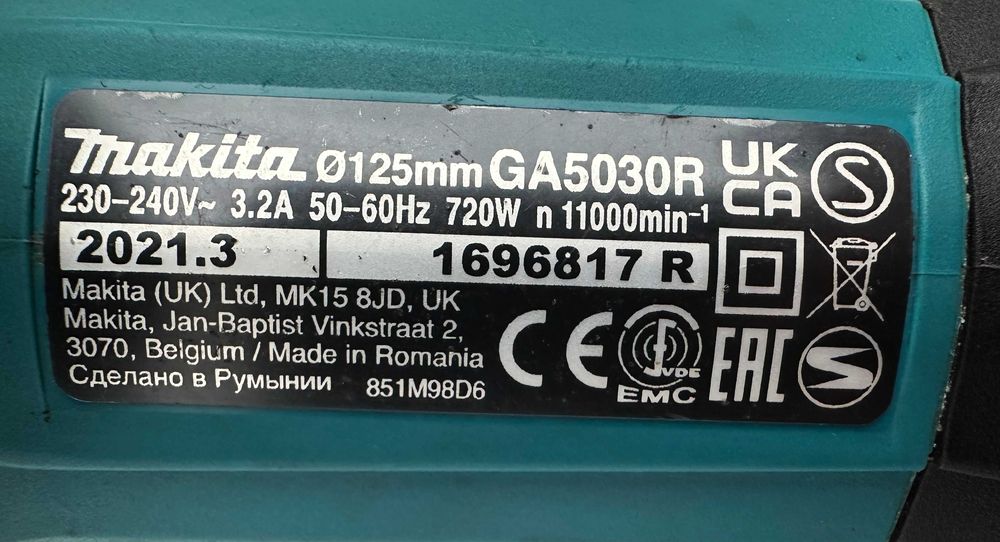 makita Ø125mm GA5030R
230-240V~ 3.2A 50-60Hz 720W n 11000min⁻¹
2021.3 1696817 R
Makita (UK) Ltd, MK15 8JD, UK
Makita, Jan-Baptist Vinkstraat 2,
3070, Belgium / Made in Romania
Сделано в Румынии 851M98D6
UK
CA
S
CE
VDE
EMC
EAC